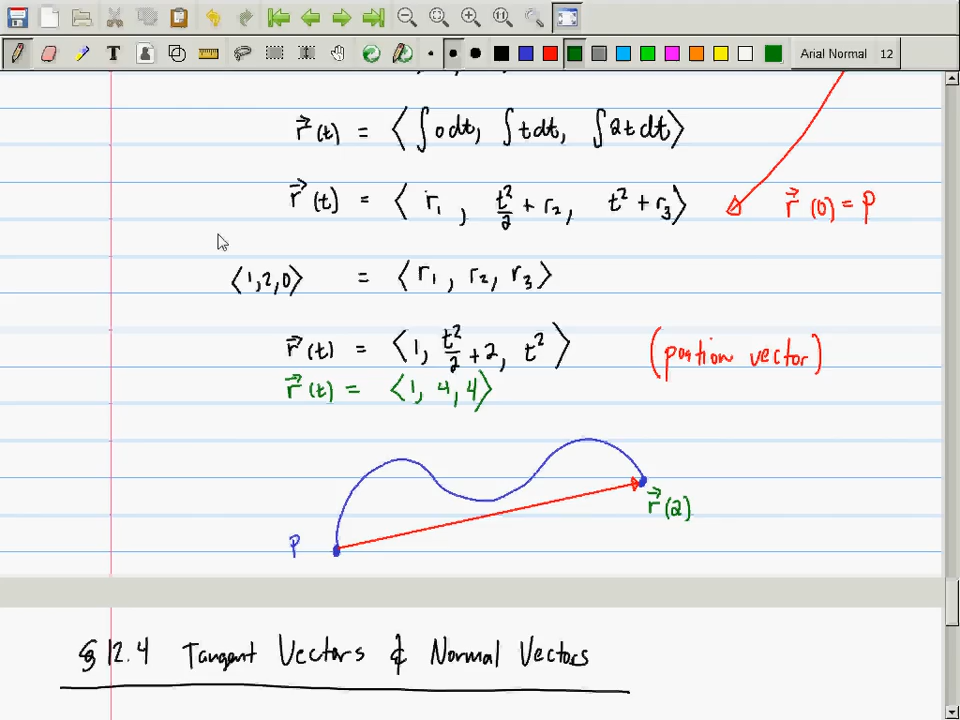 Arial Normal 12
r⃗(t) = ⟨∫0dt, ∫tdt, ∫2tdt⟩
r⃗(t) = ⟨r₁, t²/2 + r₂, t² + r₃⟩ r⃗(0) = P
⟨1,2,0⟩ = ⟨r₁, r₂, r₃⟩
r⃗(t) = ⟨1, t²/2 + 2, t²⟩ (position vector)
r⃗(t) = ⟨1, 4, 4⟩
r⃗(2)
P
§ 12.4 Tangent Vectors & Normal Vectors